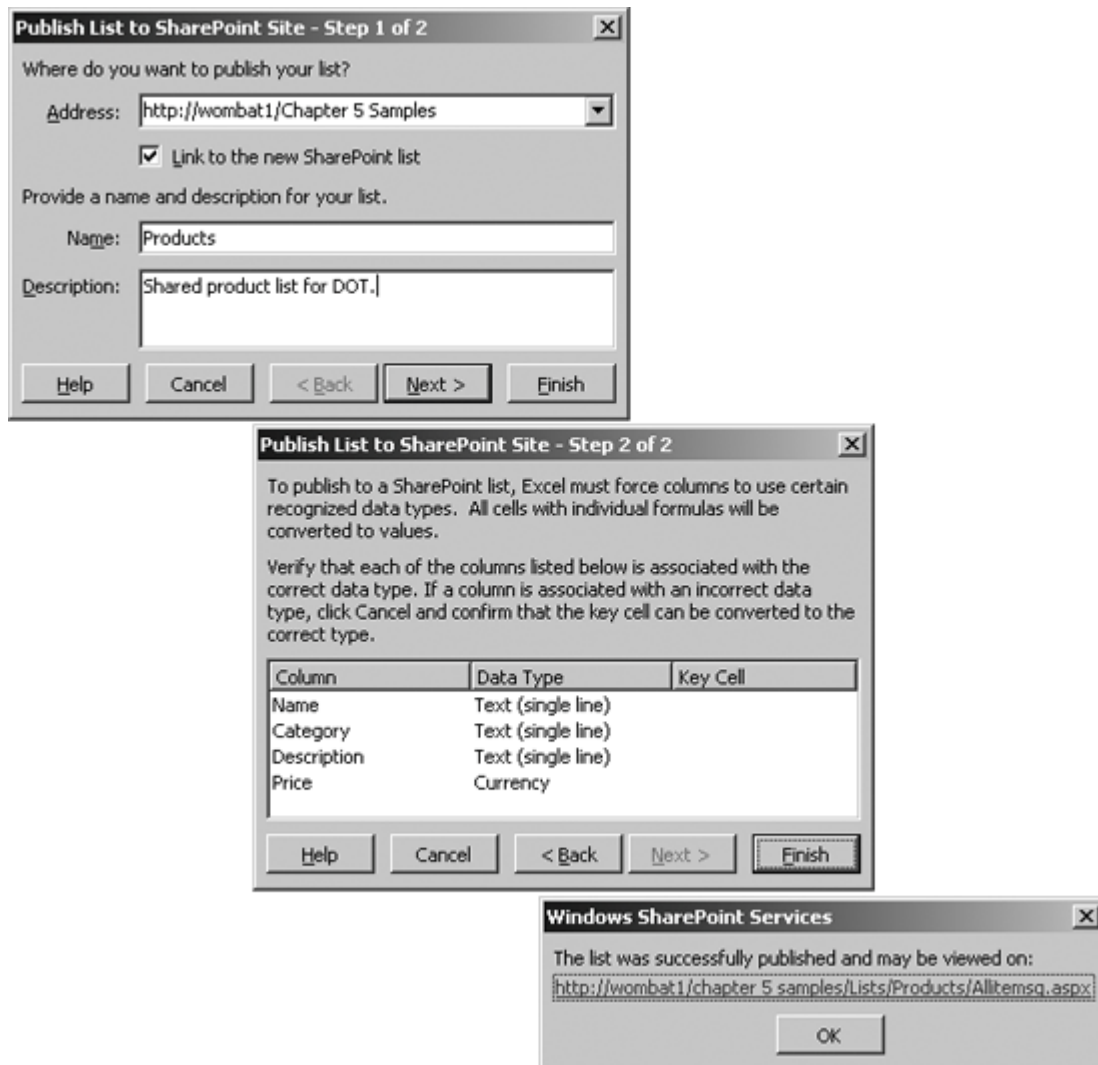 Publish List to SharePoint Site - Step 1 of 2
Where do you want to publish your list?
Address: http://wombat1/Chapter 5 Samples
Link to the new SharePoint list
Provide a name and description for your list.
Name: Products
Description: Shared product list for DOT.
Help Cancel < Back Next > Finish
Publish List to SharePoint Site - Step 2 of 2
To publish to a SharePoint list, Excel must force columns to use certain
recognized data types. All cells with individual formulas will be
converted to values.
Verify that each of the columns listed below is associated with the
correct data type. If a column is associated with an incorrect data
type, click Cancel and confirm that the key cell can be converted to the
correct type.
Column Data Type Key Cell
Name Text (single line)
Category Text (single line)
Description Text (single line)
Price Currency
Help Cancel < Back Next > Finish
Windows SharePoint Services
The list was successfully published and may be viewed on:
http://wombat1/chapter 5 samples/Lists/Products/Allitemsg.aspx
OK